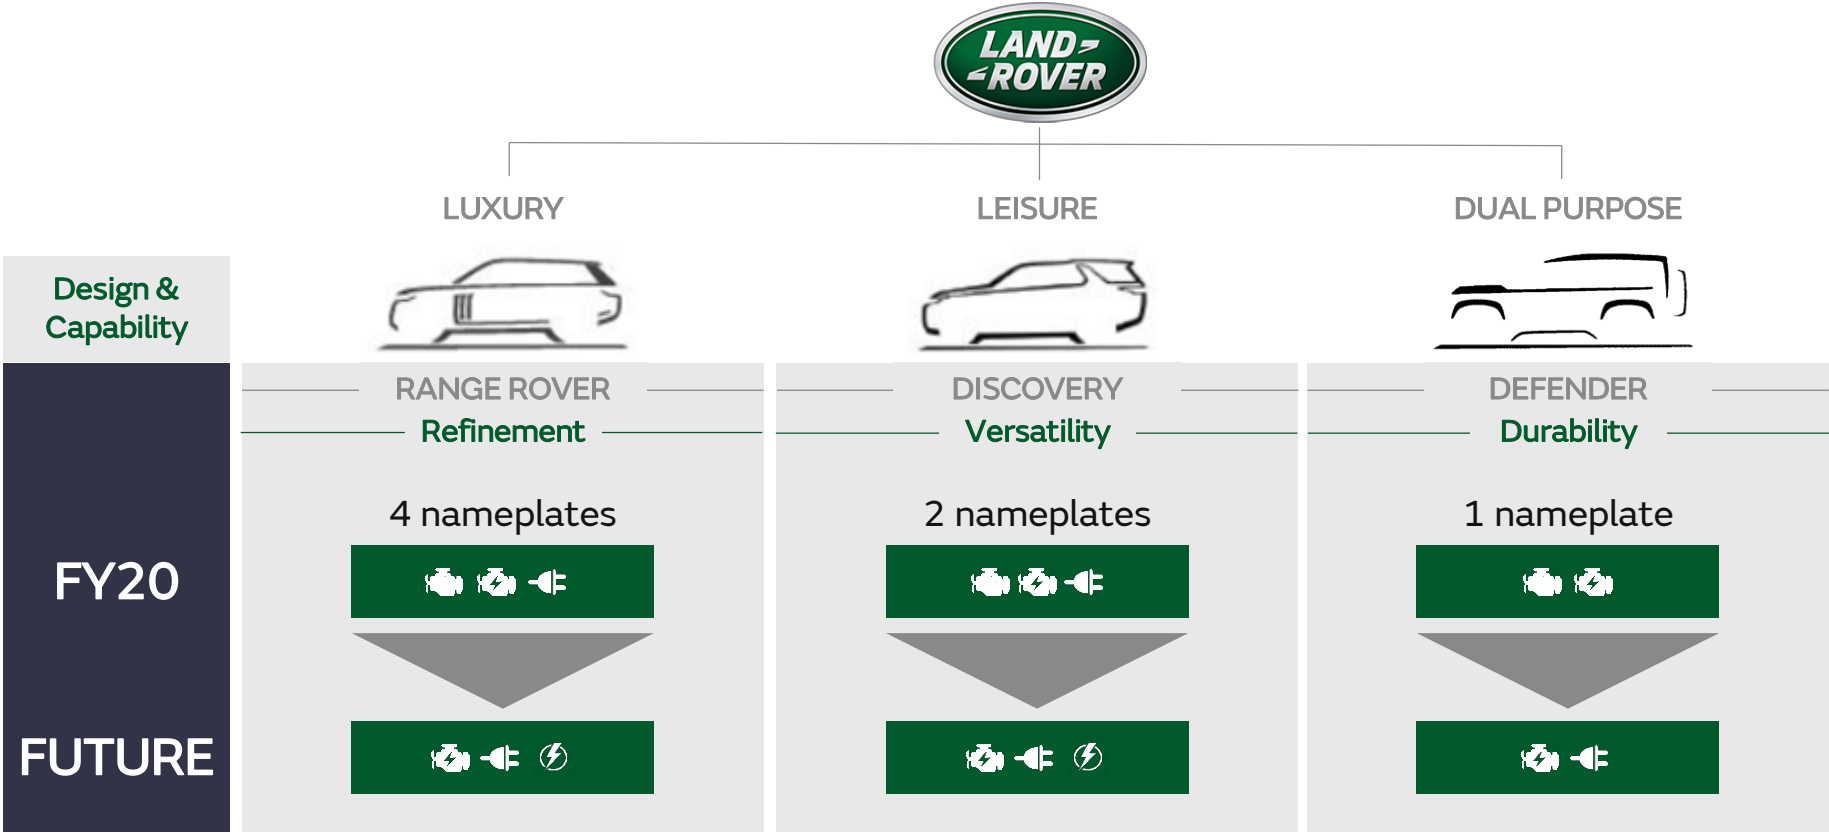 LAND
ROVER
LUXURY
LEISURE
DUAL PURPOSE
Design &
Capability
RANGE ROVER
DISCOVERY
DEFENDER
Refinement
Versatility
Durability
4 nameplates
2 nameplates
1 nameplate
FY20
FUTURE